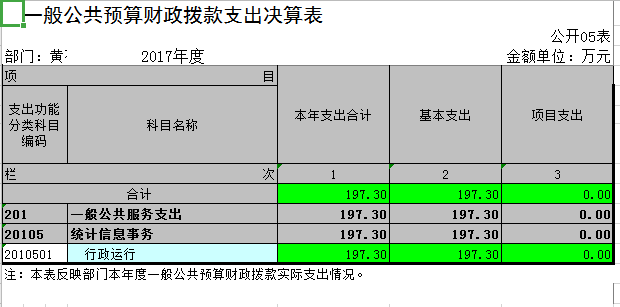 一般公共预算财政拨款支出决算表
公开05表
部门：黄 2017年度 金额单位：万元
项 目
支出功能分类科目编码 科目名称 本年支出合计 基本支出 项目支出
栏 次 1 2 3
合计 197.30 197.30 0.00
201 一般公共服务支出 197.30 197.30 0.00
20105 统计信息事务 197.30 197.30 0.00
2010501 行政运行 197.30 197.30 0.00
注：本表反映部门本年度一般公共预算财政拨款实际支出情况。